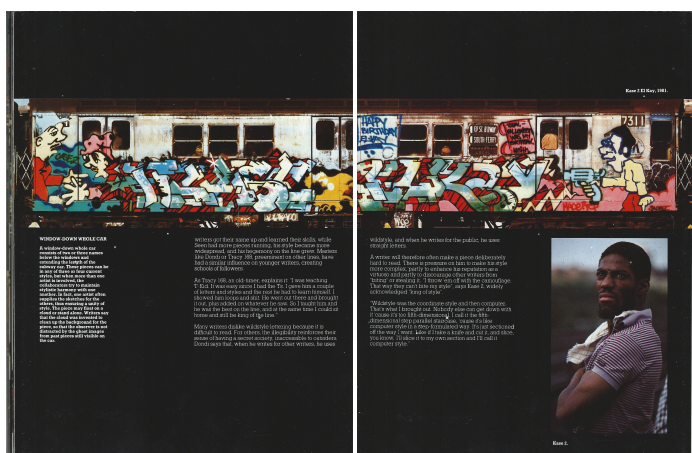 Kase 2 El Kay, 1981.
HAPPY
BIRTHDAY
7311
SOUTH FERRY
WINDOW-DOWN WHOLE CAR
A window-down whole car
consists of two or three names
below the windows and
extending the length of the
subway car. These pieces can be
in any of three or four current
styles, but when more than one
artist is involved, the
collaborators try to maintain
stylistic harmony with one
another. In fact, one artist often
supplies the sketches for the
others, thus ensuring a unity of
style. The piece may float on a
cloud or stand alone. Writers say
that the cloud was invented to
clean up the background for the
piece, so that the observer is not
distracted by the ghost images
from past pieces still visible on
the car.
writers got their name up and learned their skills, while
Seen had more pieces running, his style became more
widespread, and his hegemony on the line grew. Masters
like Dondi or Tracy 168, preeminent on other lines, have
had a similar influence on younger writers, creating
schools of followers.
As Tracy 168, an old-timer, explains it: "I was teaching
T-Kid. It was easy since I had the Ts. I gave him a couple
of letters and styles and the rest he had to learn himself. I
showed him loops and dirt. He went out there and brought
it out, plus added on whatever he saw. So I taught him and
he was the best on the line, and at the same time I could sit
home and still be king of the line."
Many writers dislike wildstyle lettering because it is
difficult to read. For others, the illegibility reinforces their
sense of having a secret society, inaccessible to outsiders.
Dondi says that, when he writes for other writers, he uses
wildstyle, and when he writes for the public, he uses
straight letters.
A writer will therefore often make a piece deliberately
hard to read. There is pressure on him to make his style
more complex, partly to enhance his reputation as a
virtuoso and partly to discourage other writers from
"biting" or stealing it. "I throw em off with the camouflage.
That way they can't bite my style", says Kase 2, widely
acknowledged "king of style".
"Wildstyle was the coordinate style and then computer.
That's what I brought out. Nobody else can get down with
it 'cause it's too fifth-dimensional. I call it the fifth-
dimensional step parallel staircase, 'cause it's like
computer style in a step-formulated way. It's just sectioned
off the way I want. Like if I take a knife and cut it, and slice,
you know, I'll slice it to my own section and I'll call it
computer style."
Kase 2.